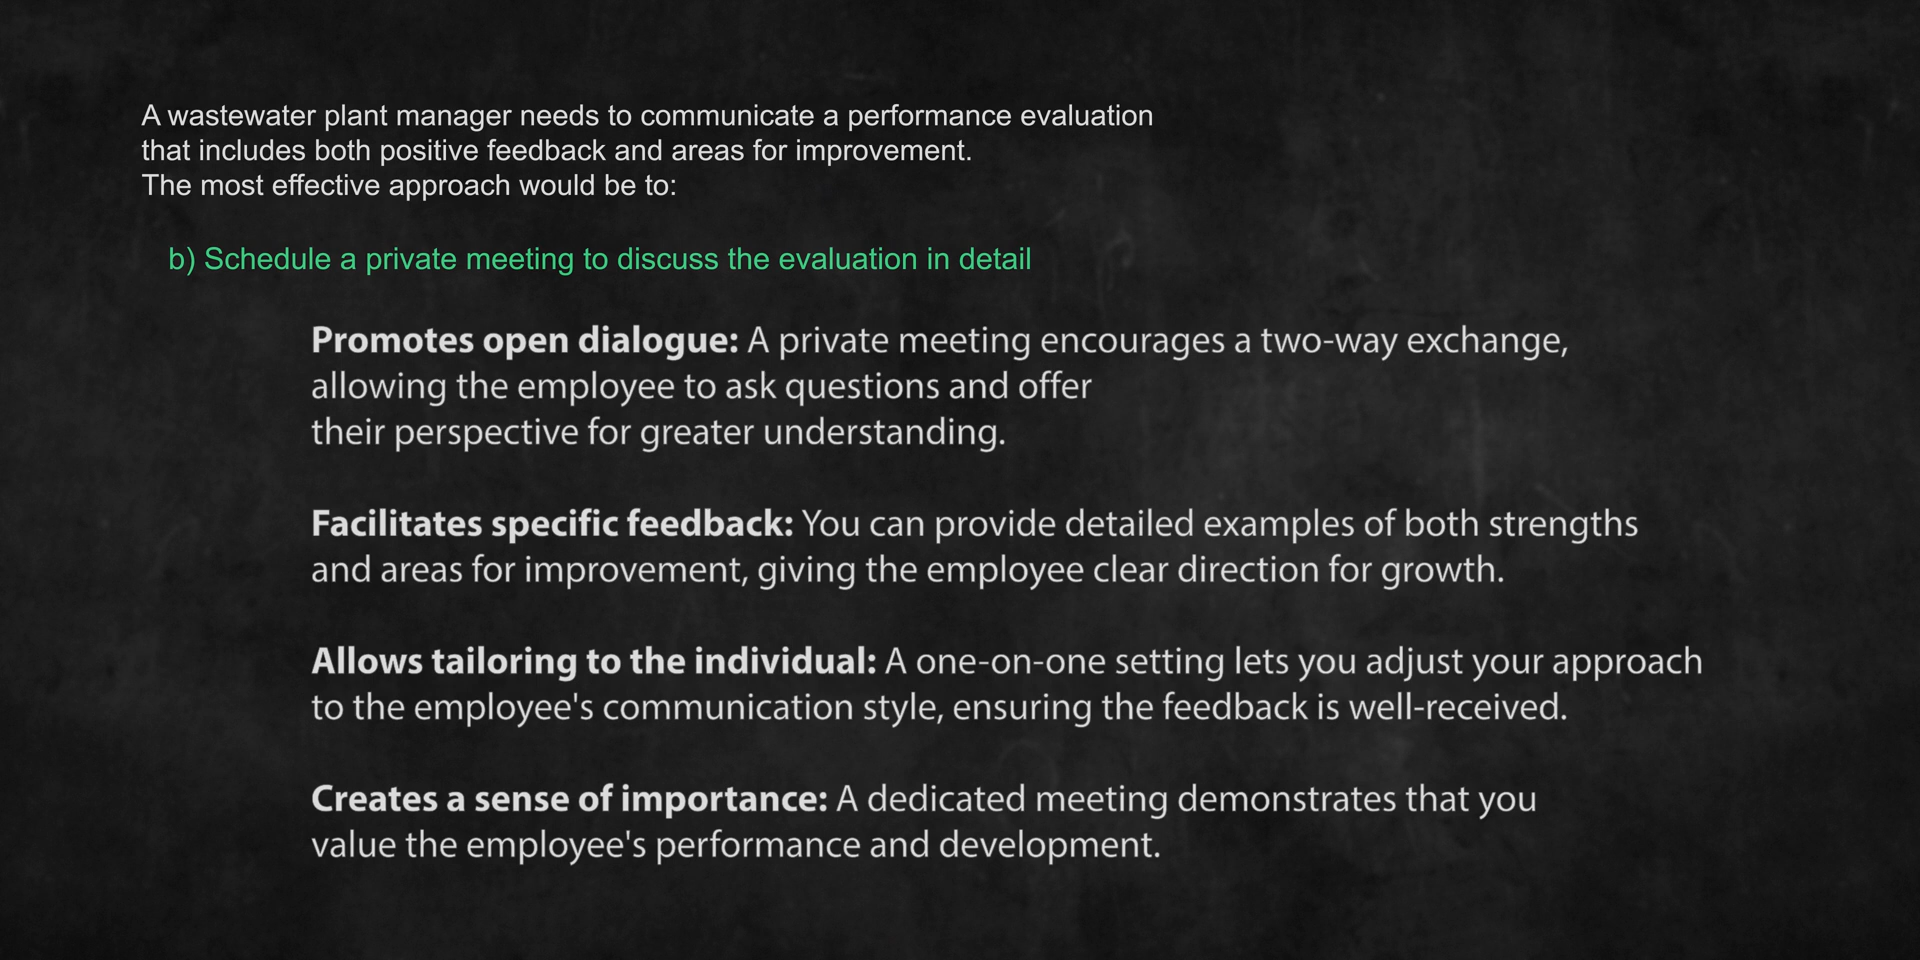 A wastewater plant manager needs to communicate a performance evaluation
that includes both positive feedback and areas for improvement.
The most effective approach would be to:
b) Schedule a private meeting to discuss the evaluation in detail
Promotes open dialogue: A private meeting encourages a two-way exchange,
allowing the employee to ask questions and offer
their perspective for greater understanding.
Facilitates specific feedback: You can provide detailed examples of both strengths
and areas for improvement, giving the employee clear direction for growth.
Allows tailoring to the individual: A one-on-one setting lets you adjust your approach
to the employee's communication style, ensuring the feedback is well-received.
Creates a sense of importance: A dedicated meeting demonstrates that you
value the employee's performance and development.